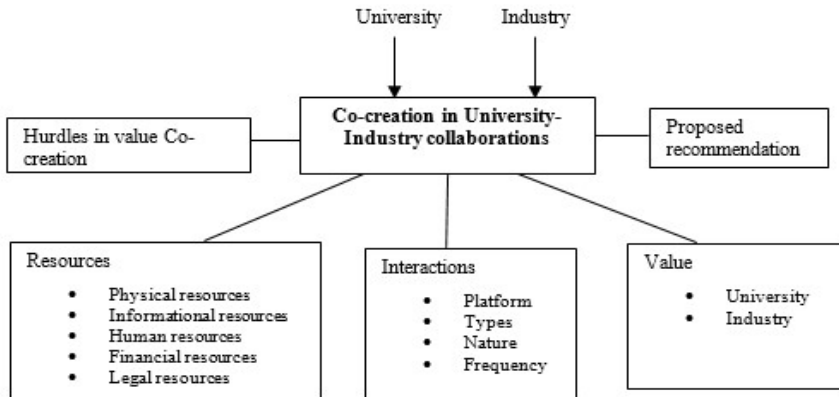 University
Industry
Co-creation in University-
Industry collaborations
Hurdles in value Co-
creation
Proposed
recommendation
Resources
• Physical resources
• Informational resources
• Human resources
• Financial resources
• Legal resources
Interactions
• Platform
• Types
• Nature
• Frequency
Value
• University
• Industry